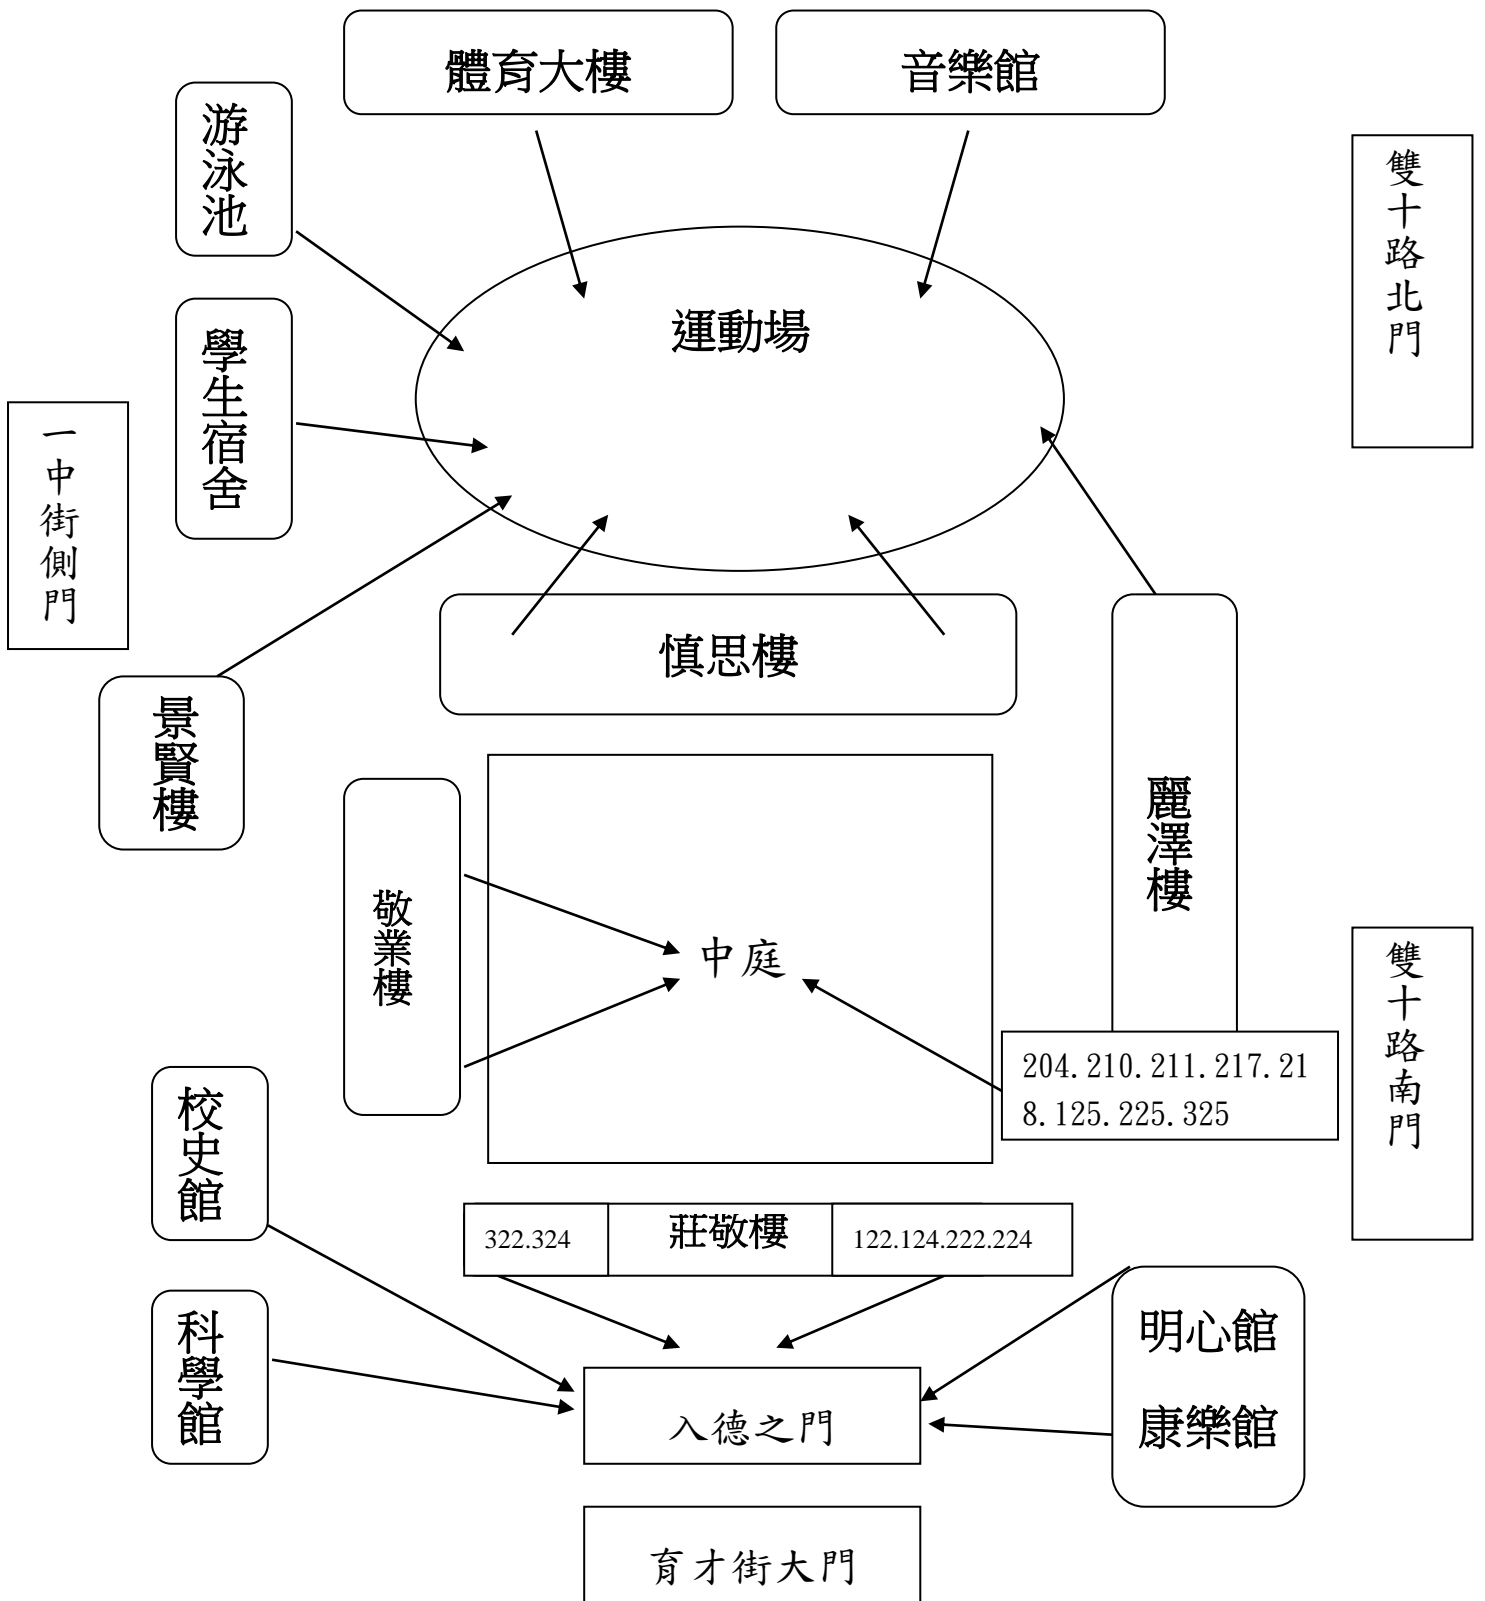 體育大樓
音樂館
游泳池
雙十路北門
運動場
學生宿舍
一中街側門
慎思樓
景賢樓
麗澤樓
敬業樓
中庭
雙十路南門
204.210.211.217.21
8.125.225.325
校史館
322.324
莊敬樓
122.124.222.224
科學館
明心館
康樂館
入德之門
育才街大門